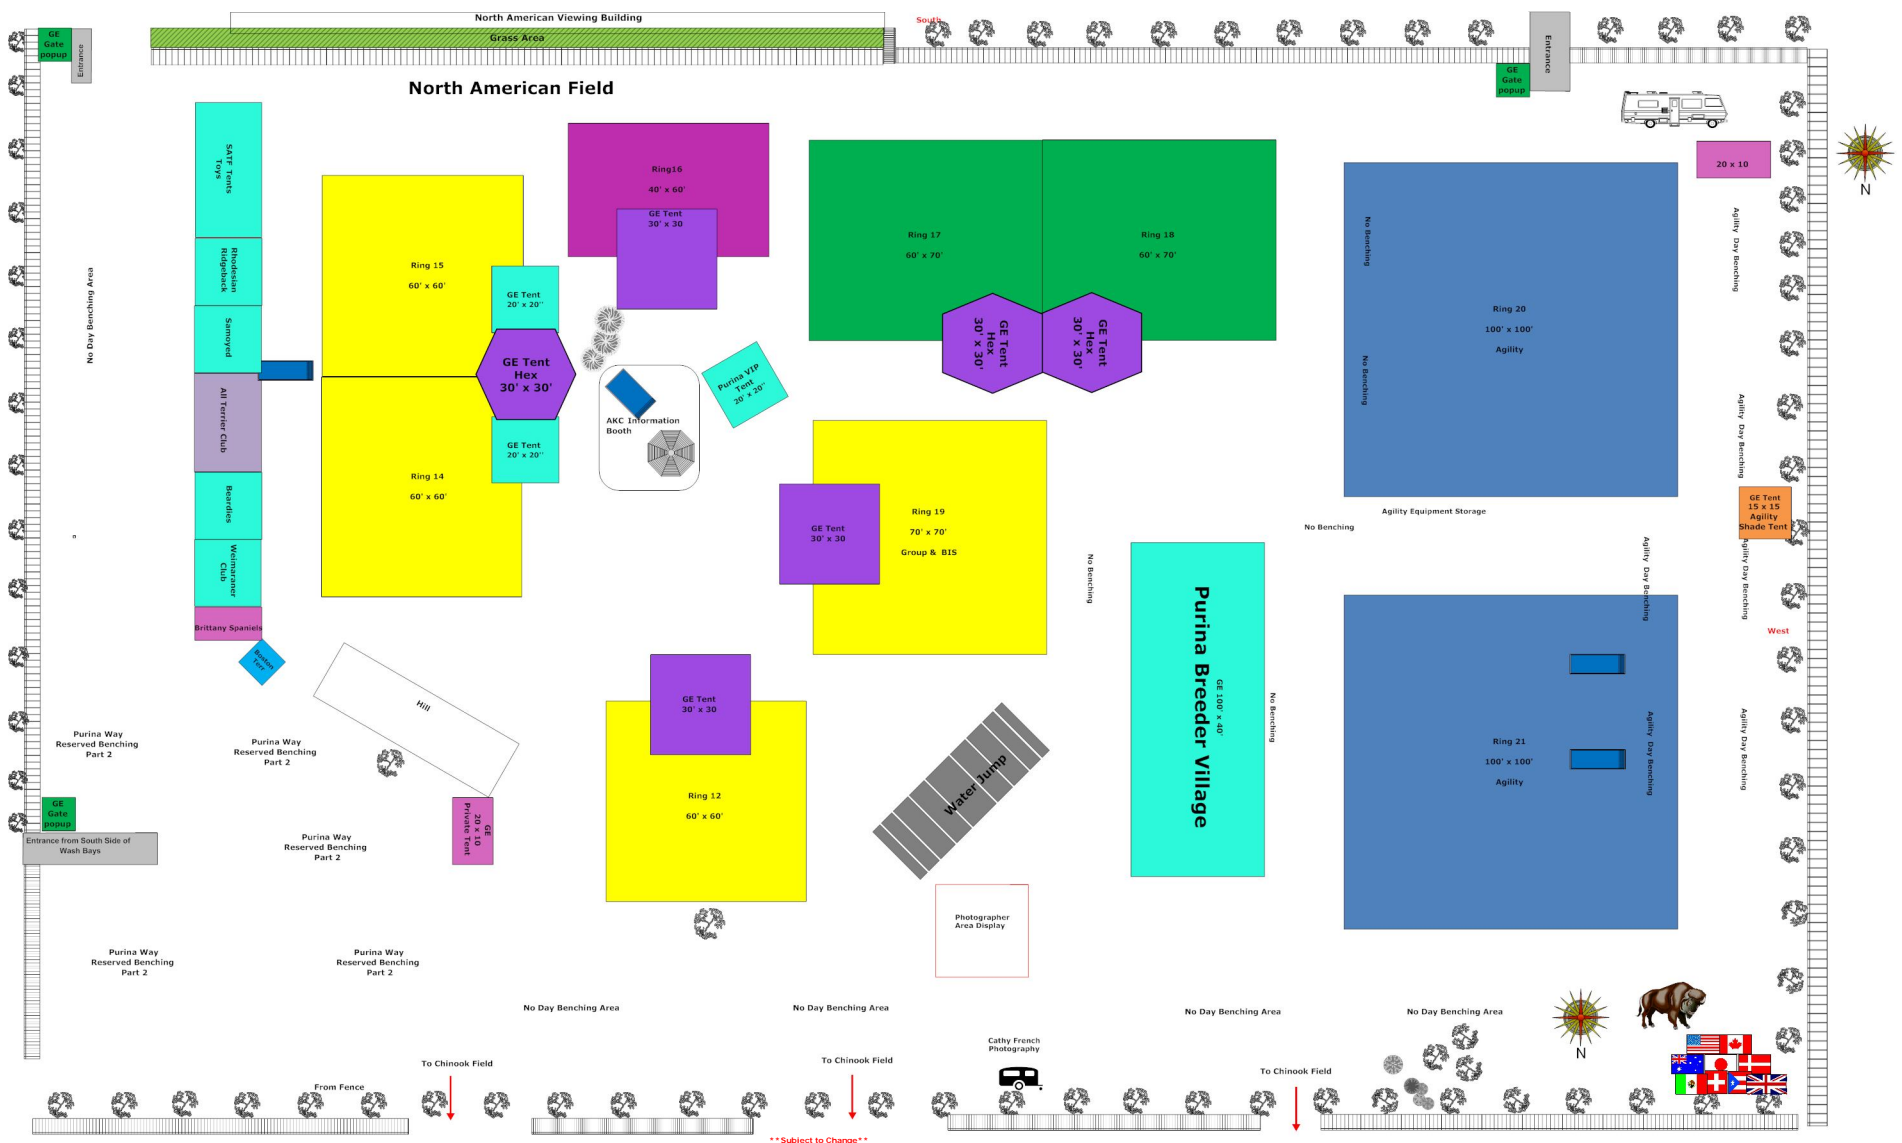 North American Viewing Building
South
Grass Area
GE
Gate
popup
Entrance
Entrance
GE
Gate
popup
North American Field
SATF Tents
Toys
Ring16
40' x 60'
GE Tent
30' x 30
20 x 10
N
Ring 17
60' x 70'
Ring 18
60' x 70'
No Benching
Agility Day Benching
Rhodesian
Ridgeback
Ring 15
60' x 60'
GE Tent
20' x 20''
No Day Benching Area
Samoyed
GE Tent
Hex
30' x 30'
GE Tent
Hex
30' x 30'
GE Tent
Hex
30' x 30'
Ring 20
100' x 100'
Agility
No Benching
Purina VIP
Tent
20' x 20''
All Terrier Club
AKC Information
Booth
GE Tent
20' x 20''
Agility Day Benching
Ring 14
60' x 60'
Beardies
GE Tent
30' x 30
Ring 19
70' x 70'
Group & BIS
Agility Equipment Storage
No Benching
GE Tent
15 x 15
Agility
Shade Tent
Weimaraner
Club
No Benching
Agility Day Benching
Agility Day Benching
Brittany Spaniels
West
Boston
Terr
Hill
GE Tent
30' x 30
Purina Breeder Village
GE 100' x 40'
No Benching
Purina Way
Reserved Benching
Part 2
Purina Way
Reserved Benching
Part 2
Ring 21
100' x 100'
Agility
Agility Day Benching
Agility Day Benching
Water Jump
Ring 12
60' x 60'
GE
Gate
popup
GE
20 x 10
Private Tent
Entrance from South Side of
Wash Bays
Purina Way
Reserved Benching
Part 2
Photographer
Area Display
Purina Way
Reserved Benching
Part 2
Purina Way
Reserved Benching
Part 2
No Day Benching Area
No Day Benching Area
No Day Benching Area
No Day Benching Area
Cathy French
Photography
N
To Chinook Field
To Chinook Field
To Chinook Field
From Fence
**Subject to Change**